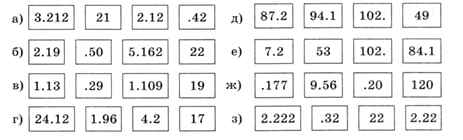 а) 3.212 21 2.12 .42 д) 87.2 94.1 102. 49
б) 2.19 .50 5.162 22 е) 7.2 53 102. 84.1
в) 1.13 .29 1.109 19 ж) .177 9.56 .20 120
г) 24.12 1.96 4.2 17 з) 2.222 .32 22 2.22